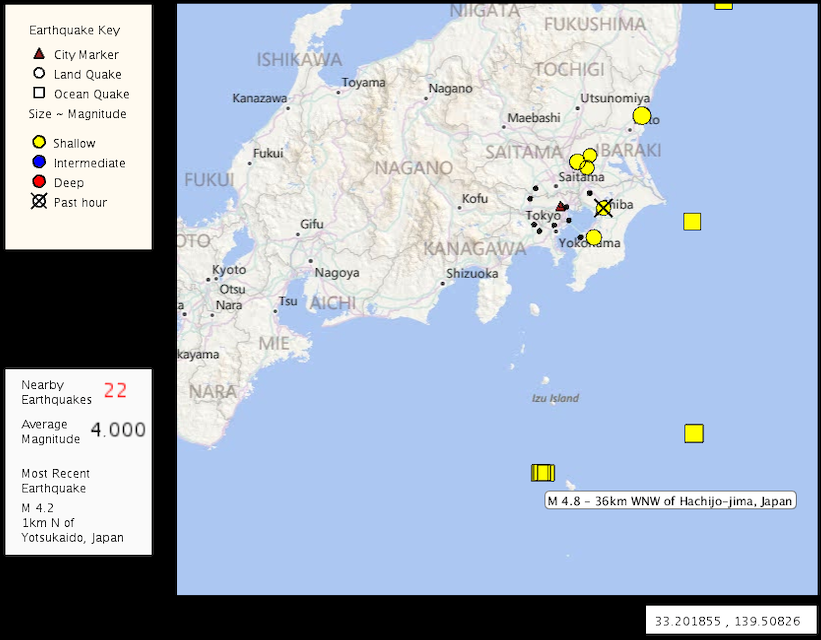 Earthquake Key
City Marker
Land Quake
Ocean Quake
Size ~ Magnitude
Shallow
Intermediate
Deep
Past hour
Nearby
Earthquakes 22
Average
Magnitude 4.000
Most Recent
Earthquake
M 4.2
1km N of
Yotsukaido, Japan
NIIGATA
FUKUSHIMA
ISHIKAWA
TOCHIGI
Toyama
Nagano
Kanazawa
Utsunomiya
Maebashi
Fukui
SAITAMA
IBARAKI
NAGANO
FUKUI
Saitama
Kofu
Tokyo
Gifu
KANAGAWA
Yokohama
Kyoto
Nagoya
Shizuoka
Otsu
Nara
Tsu
AICHI
MIE
kayama
NARA
Izu Island
M 4.8 - 36km WNW of Hachijo-jima, Japan
33.201855 , 139.50826